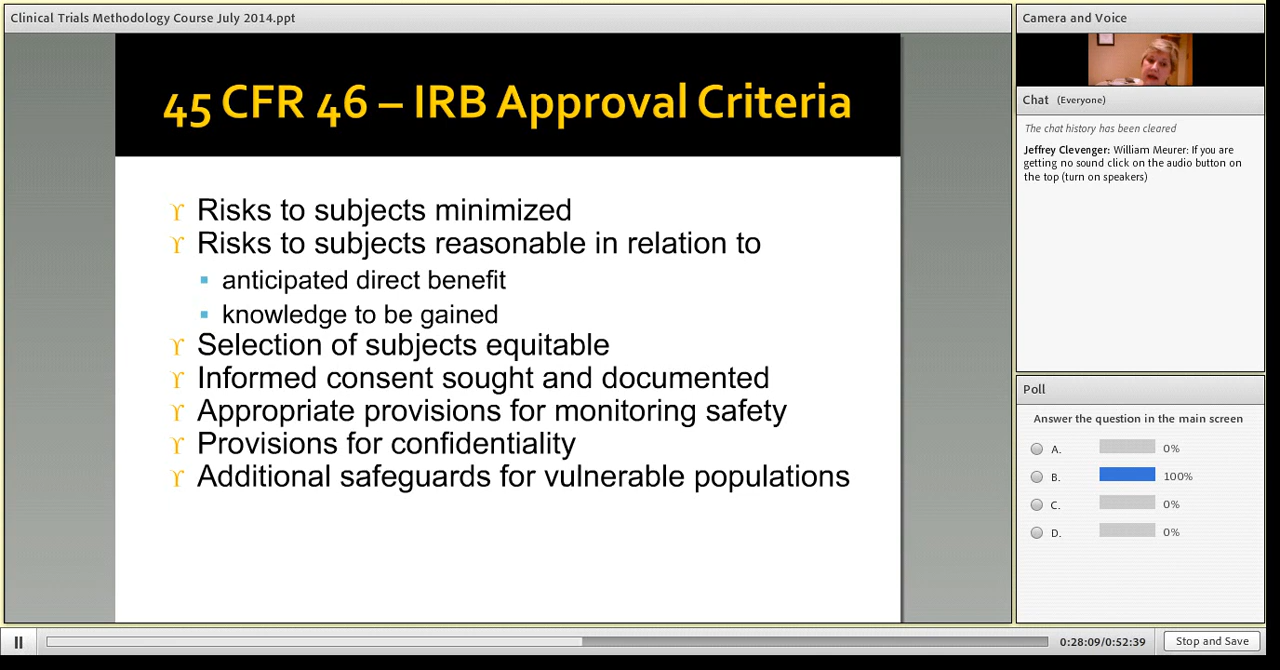 Clinical Trials Methodology Course July 2014.ppt
45 CFR 46 – IRB Approval Criteria
Risks to subjects minimized
Risks to subjects reasonable in relation to
anticipated direct benefit
knowledge to be gained
Selection of subjects equitable
Informed consent sought and documented
Appropriate provisions for monitoring safety
Provisions for confidentiality
Additional safeguards for vulnerable populations
Camera and Voice
Chat (Everyone)
The chat history has been cleared
Jeffrey Clevenger: William Meurer: If you are
getting no sound click on the audio button on
the top (turn on speakers)
Poll
Answer the question in the main screen
A. 0%
B. 100%
C. 0%
D. 0%
0:28:09/0:52:39
Stop and Save